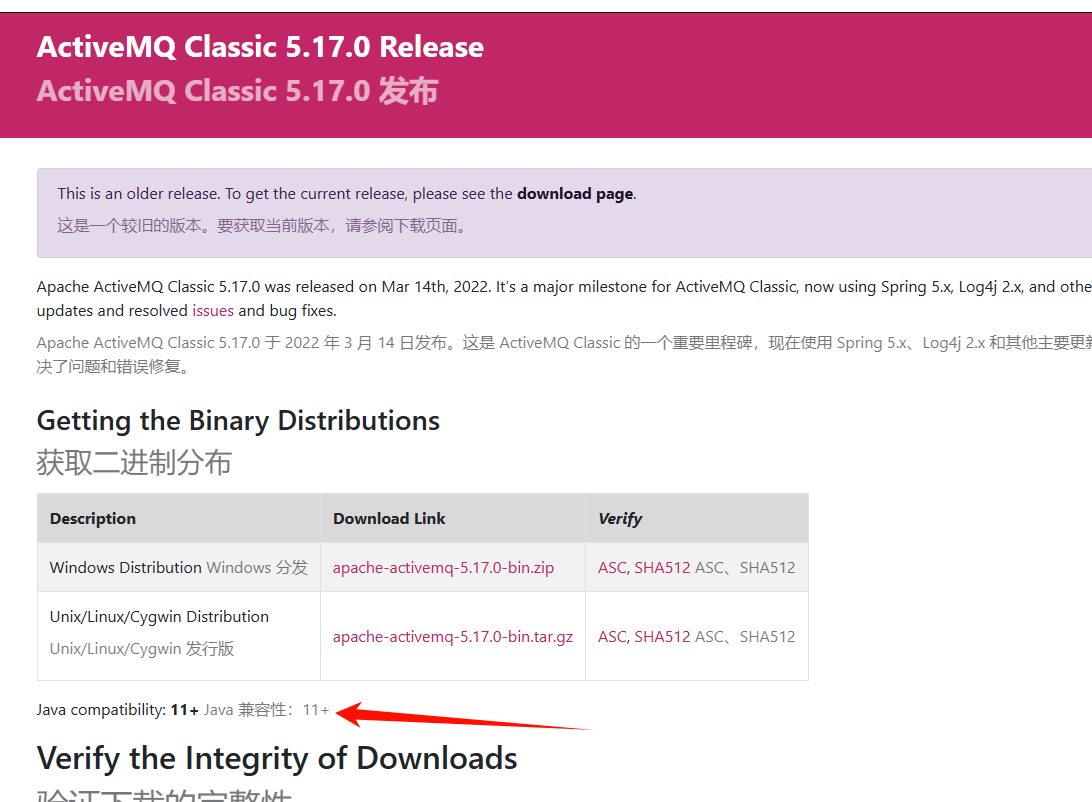 ActiveMQ Classic 5.17.0 Release
ActiveMQ Classic 5.17.0 发布
This is an older release. To get the current release, please see the download page.
这是一个较旧的版本。要获取当前版本，请参阅下载页面。
Apache ActiveMQ Classic 5.17.0 was released on Mar 14th, 2022. It’s a major milestone for ActiveMQ Classic, now using Spring 5.x, Log4j 2.x, and othe
updates and resolved issues and bug fixes.
Apache ActiveMQ Classic 5.17.0 于 2022 年 3 月 14 日发布。这是 ActiveMQ Classic 的一个重要里程碑，现在使用 Spring 5.x、Log4j 2.x 和其他主要更新
决了问题和错误修复。
Getting the Binary Distributions
获取二进制分布
Description Download Link Verify
Windows Distribution Windows 分发 apache-activemq-5.17.0-bin.zip ASC, SHA512 ASC、SHA512
Unix/Linux/Cygwin Distribution
Unix/Linux/Cygwin 发行版 apache-activemq-5.17.0-bin.tar.gz ASC, SHA512 ASC、SHA512
Java compatibility: 11+ Java 兼容性：11+
Verify the Integrity of Downloads
验证下载的完整性